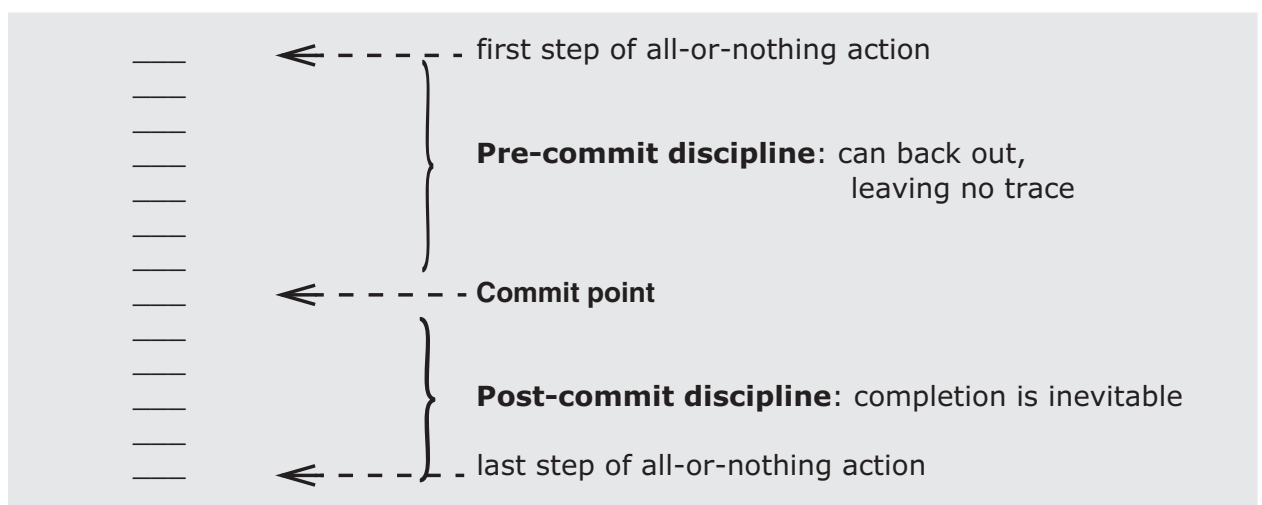 first step of all-or-nothing action
Pre-commit discipline: can back out,
leaving no trace
Commit point
Post-commit discipline: completion is inevitable
last step of all-or-nothing action